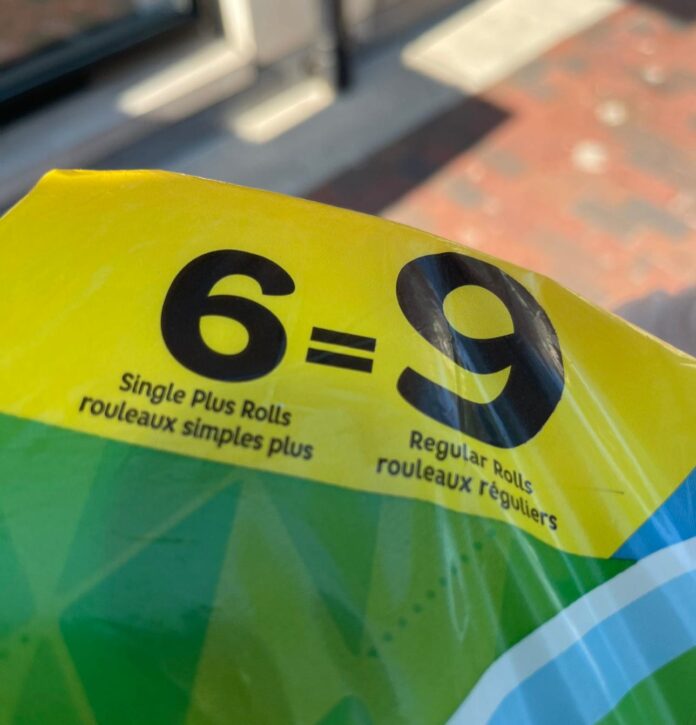 6=9
Single Plus Rolls
rouleaux simples plus
Regular Rolls
rouleaux réguliers